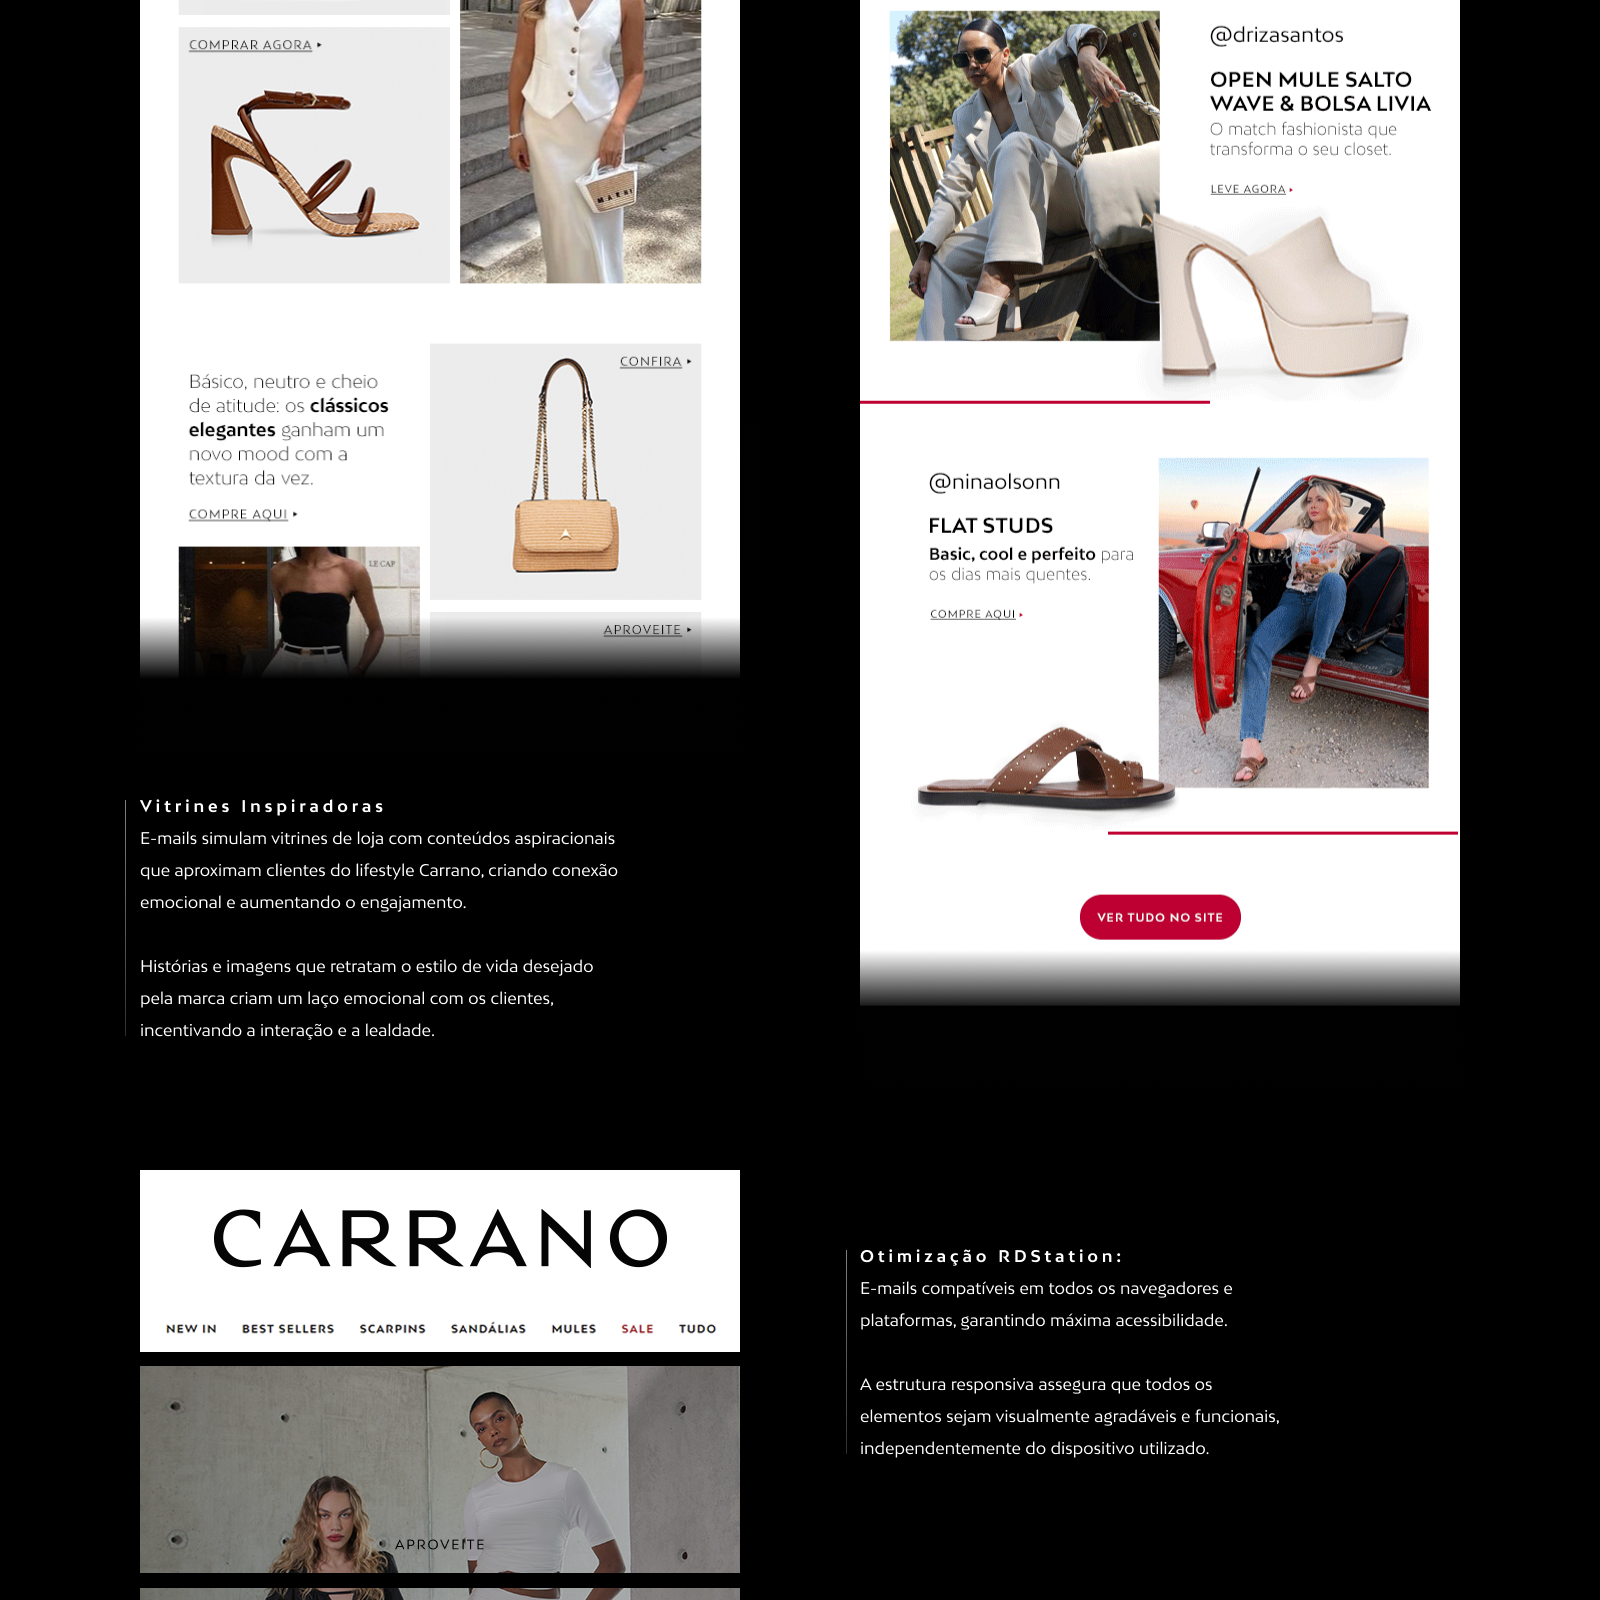 COMPRAR AGORA
MARNI
Básico, neutro e cheio
de atitude: os clássicos
elegantes ganham um
novo mood com a
textura da vez.
COMPRE AQUI
CONFIRA
LE CAP
APROVEITE
@drizasantos
OPEN MULE SALTO
WAVE & BOLSA LIVIA
O match fashionista que
transforma o seu closet.
LEVE AGORA
@ninaolsonn
FLAT STUDS
Basic, cool e perfeito para
os dias mais quentes.
COMPRE AQUI
VER TUDO NO SITE
Vitrines Inspiradoras
E-mails simulam vitrines de loja com conteúdos aspiracionais
que aproximam clientes do lifestyle Carrano, criando conexão
emocional e aumentando o engajamento.
Histórias e imagens que retratam o estilo de vida desejado
pela marca criam um laço emocional com os clientes,
incentivando a interação e a lealdade.
CARRANO
NEW IN BEST SELLERS SCARPINS SANDÁLIAS MULES SALE TUDO
APROVEITE
Otimização RDStation:
E-mails compatíveis em todos os navegadores e
plataformas, garantindo máxima acessibilidade.
A estrutura responsiva assegura que todos os
elementos sejam visualmente agradáveis e funcionais,
independentemente do dispositivo utilizado.